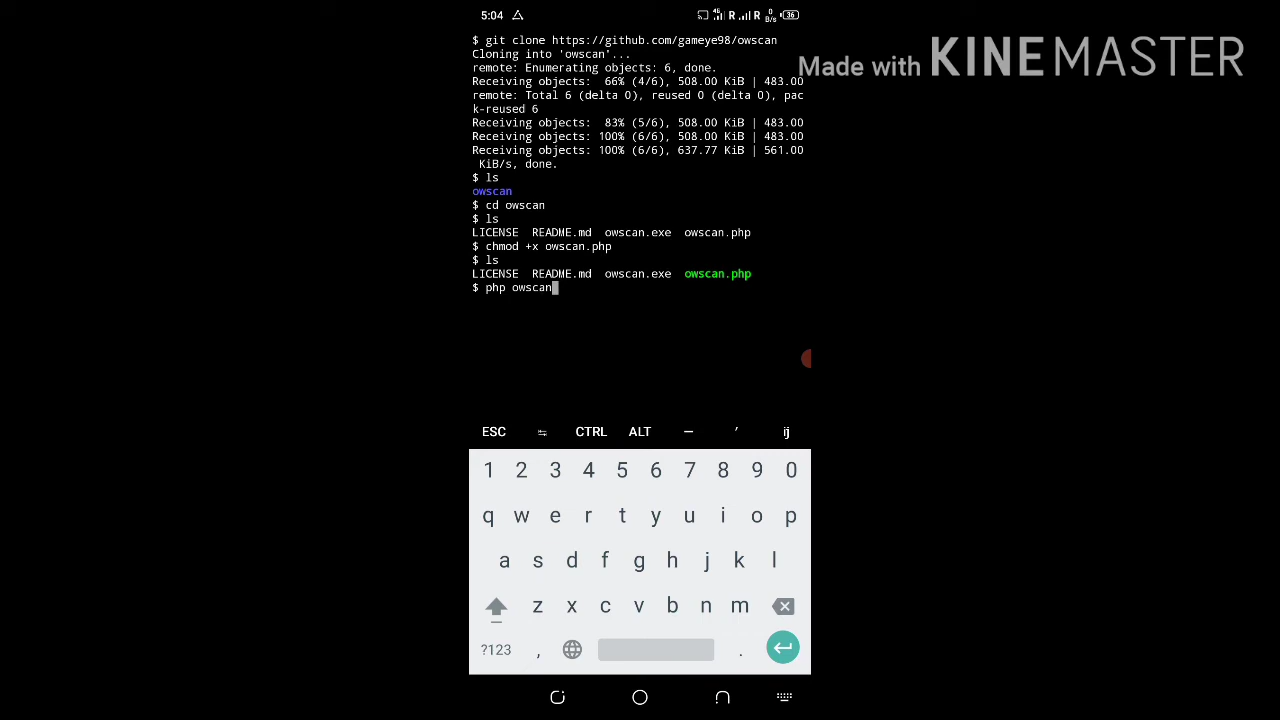 5:04
4G R R 0 B/s 36
$ git clone https://github.com/gameye98/owscan
Cloning into 'owscan'...
remote: Enumerating objects: 6, done.
Receiving objects:  66% (4/6), 508.00 KiB | 483.00
remote: Total 6 (delta 0), reused 0 (delta 0), pac
k-reused 6
Receiving objects:  83% (5/6), 508.00 KiB | 483.00
Receiving objects: 100% (6/6), 508.00 KiB | 483.00
Receiving objects: 100% (6/6), 637.77 KiB | 561.00
 KiB/s, done.
$ ls
owscan
$ cd owscan
$ ls
LICENSE  README.md  owscan.exe  owscan.php
$ chmod +x owscan.php
$ ls
LICENSE  README.md  owscan.exe  owscan.php
$ php owscan
Made with KINEMASTER
ESC CTRL ALT — ′ ij
1 2 3 4 5 6 7 8 9 0
q w e r t y u i o p
a s d f g h j k l
z x c v b n m
?123 , .